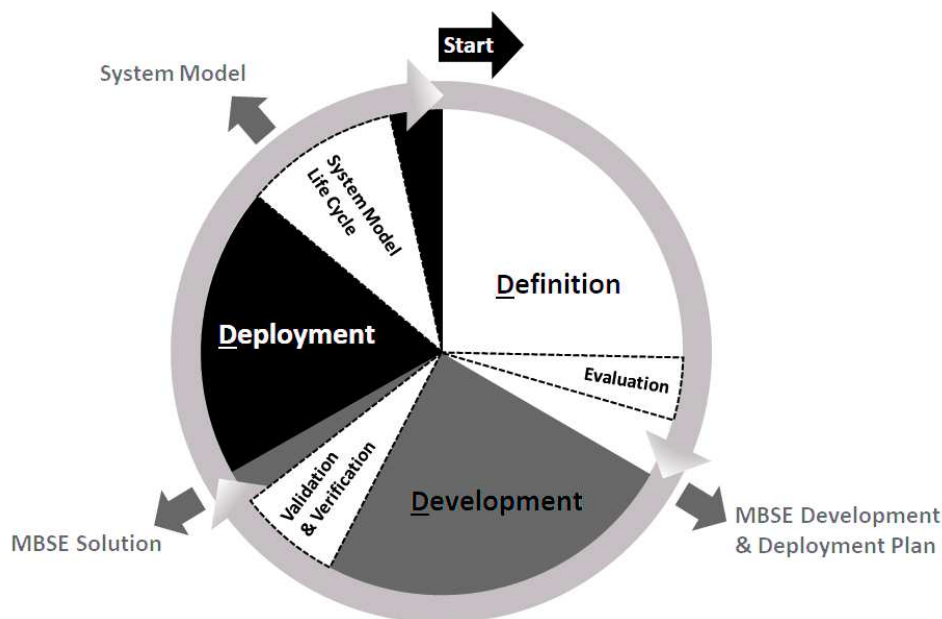 Start
System Model
System Model
Life Cycle
Definition
Deployment
Evaluation
Validation
& Verification
Development
MBSE Solution
MBSE Development
& Deployment Plan